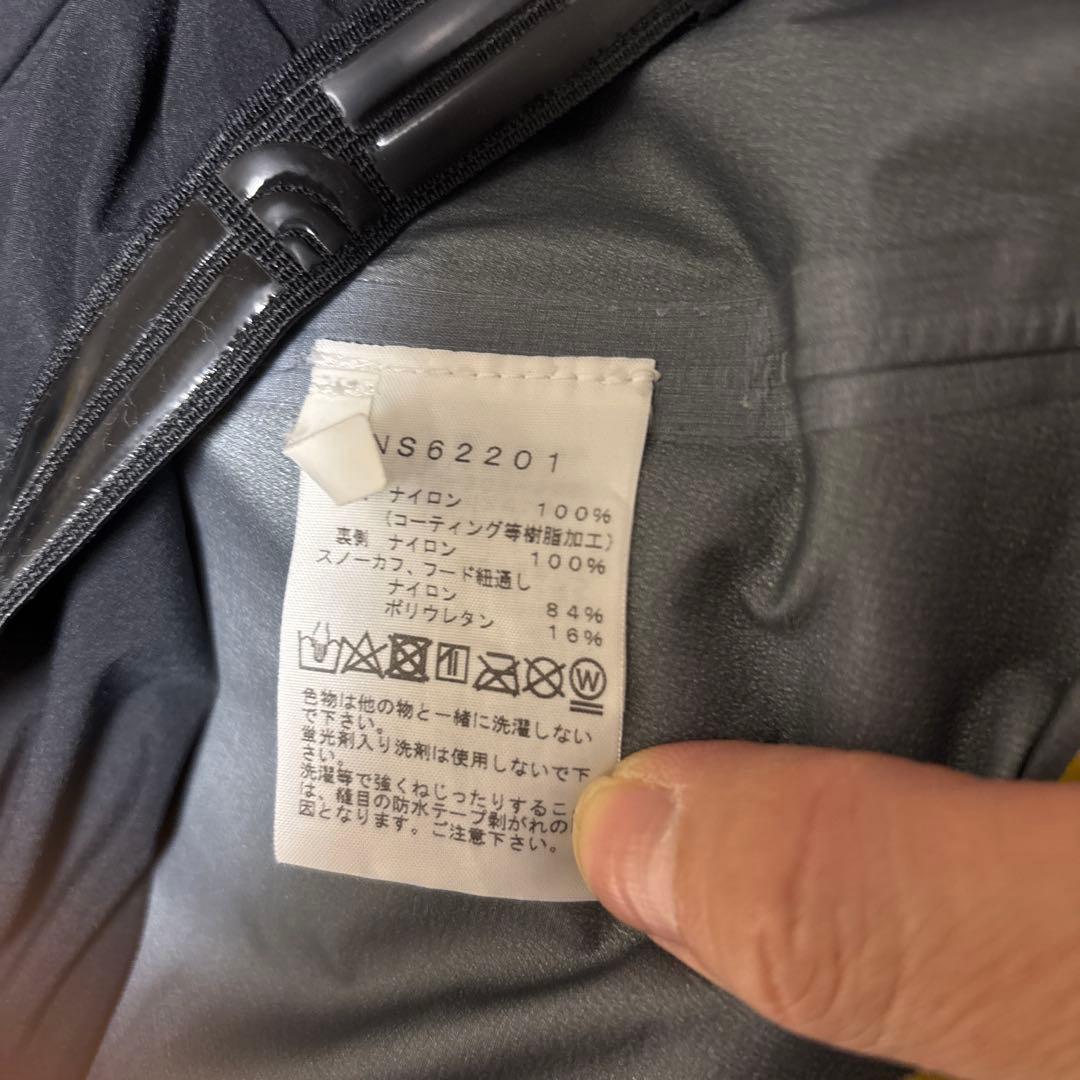 NS62201
ナイロン 100%
(コーティング等樹脂加工)
裏側 ナイロン 100%
スノーカフ、フード紐通し
ナイロン 84%
ポリウレタン 16%
W
色物は他の物と一緒に洗濯しない
で下さい。
蛍光剤入り洗剤は使用しないで下
さい。
洗濯等で強くねじったりするこ
は、縫目の防水テープ剥がれの
因となります。ご注意下さい。